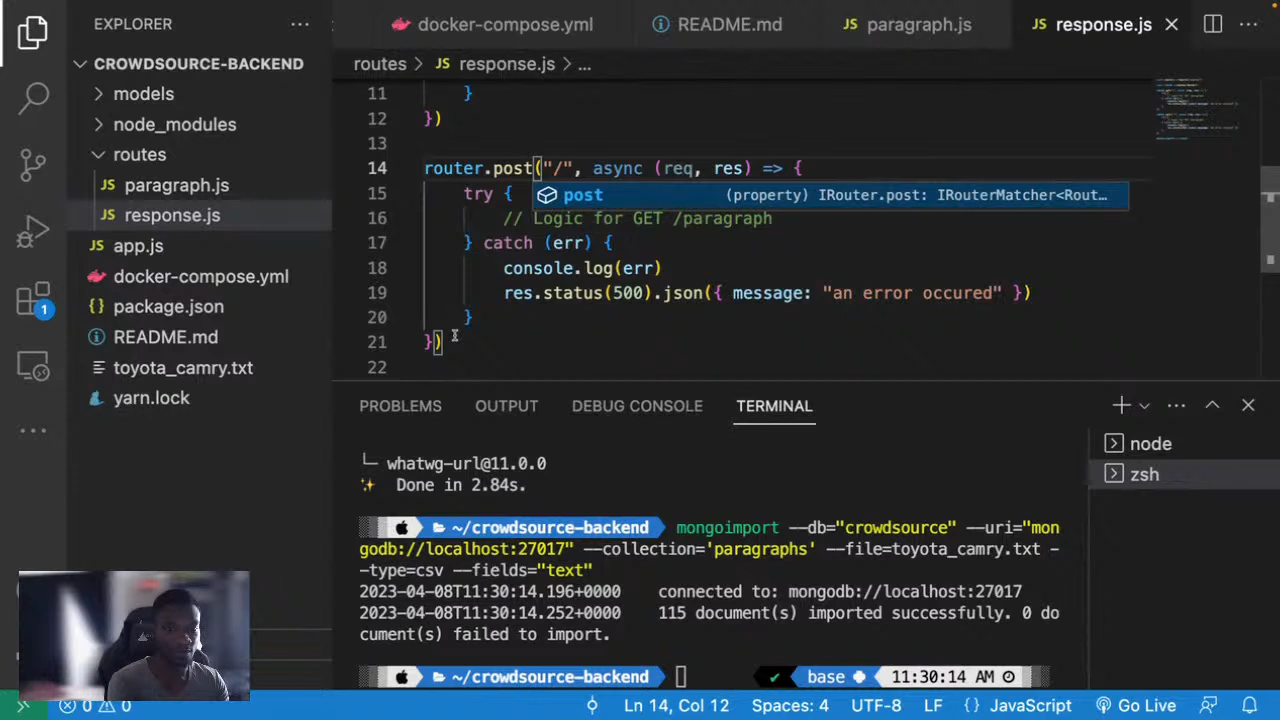 EXPLORER
docker-compose.yml
README.md
JS paragraph.js
JS response.js
CROWDSOURCE-BACKEND
models
node_modules
routes
JS paragraph.js
JS response.js
JS app.js
docker-compose.yml
{} package.json
README.md
toyota_camry.txt
yarn.lock
1
routes > JS response.js > ...
11 }
12 })
13
14 router.post("/", async (req, res) => {
post (property) IRouter.post: IRouterMatcher<Rout...
15 try {
16 // Logic for GET /paragraph
17 } catch (err) {
18 console.log(err)
19 res.status(500).json({ message: "an error occured" })
20 }
21 })
22
PROBLEMS OUTPUT DEBUG CONSOLE TERMINAL
node
zsh
└─ whatwg-url@11.0.0
✨ Done in 2.84s.
~/crowdsource-backend mongoimport --db="crowdsource" --uri="mon
godb://localhost:27017" --collection='paragraphs' --file=toyota_camry.txt -
-type=csv --fields="text"
2023-04-08T11:30:14.196+0000 connected to: mongodb://localhost:27017
2023-04-08T11:30:14.252+0000 115 document(s) imported successfully. 0 do
cument(s) failed to import.
~/crowdsource-backend ✔ base 11:30:14 AM
0 0 Ln 14, Col 12 Spaces: 4 UTF-8 LF {} JavaScript Go Live